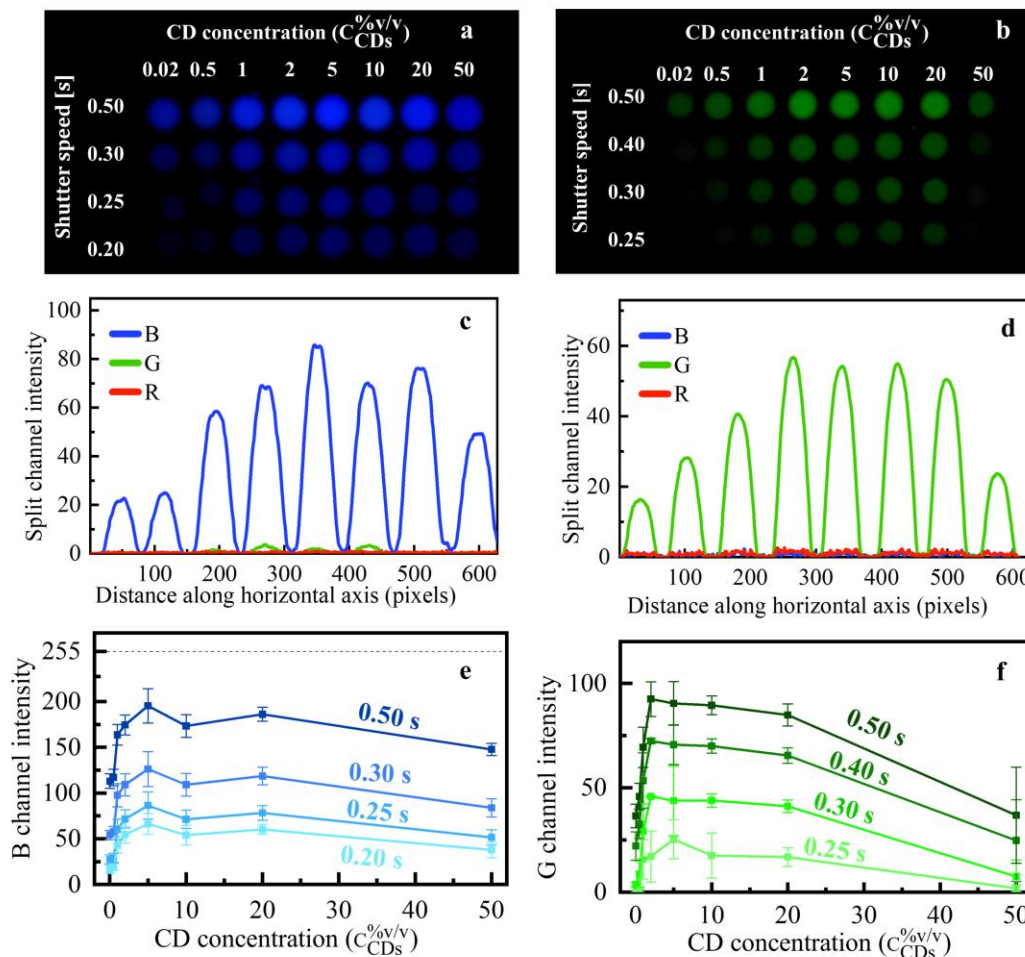 CD concentration (C%v/v CDs) a
0.02 0.5 1 2 5 10 20 50
Shutter speed [s]
0.50
0.30
0.25
0.20
CD concentration (C%v/v CDs) b
0.02 0.5 1 2 5 10 20 50
Shutter speed [s]
0.50
0.40
0.30
0.25
c
Split channel intensity
100
80
60
40
20
0
B
G
R
100 200 300 400 500 600
Distance along horizontal axis (pixels)
d
Split channel intensity
60
40
20
0
B
G
R
100 200 300 400 500 600
Distance along horizontal axis (pixels)
e
B channel intensity
255
200
150
100
50
0
0.50 s
0.30 s
0.25 s
0.20 s
0 10 20 30 40 50
CD concentration (C%v/v CDs)
f
G channel intensity
100
50
0
0.50 s
0.40 s
0.30 s
0.25 s
0 10 20 30 40 50
CD concentration (C%v/v CDs)